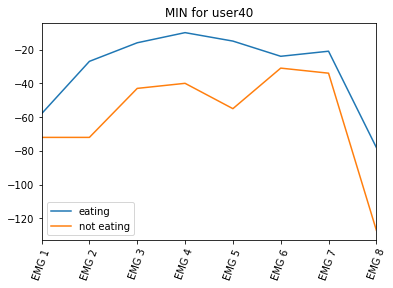 MIN for user40
−20
−40
−60
−80
−100
−120
eating
not eating
EMG 1
EMG 2
EMG 3
EMG 4
EMG 5
EMG 6
EMG 7
EMG 8